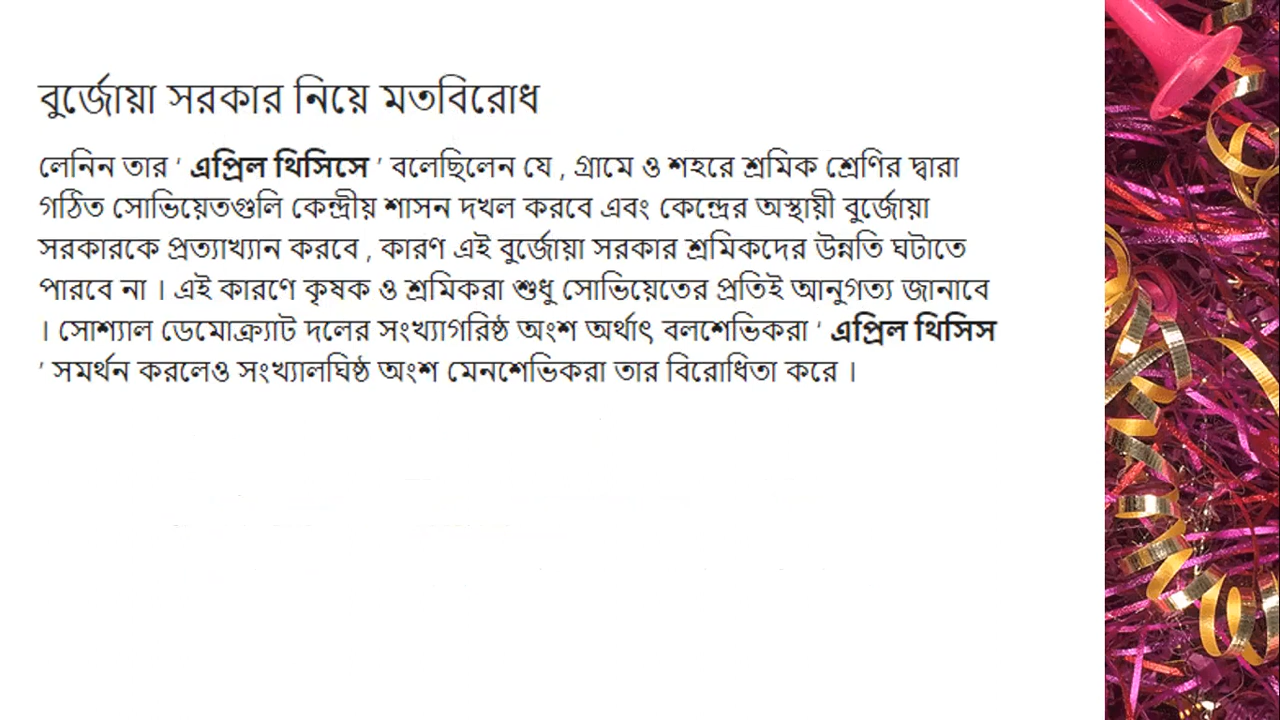 বুর্জোয়া সরকার নিয়ে মতবিরোধ
লেনিন তার ' এপ্রিল থিসিসে ' বলেছিলেন যে , গ্রামে ও শহরে শ্রমিক শ্রেণির দ্বারা
গঠিত সোভিয়েতগুলি কেন্দ্রীয় শাসন দখল করবে এবং কেন্দ্রের অস্থায়ী বুর্জোয়া
সরকারকে প্রত্যাখ্যান করবে , কারণ এই বুর্জোয়া সরকার শ্রমিকদের উন্নতি ঘটাতে
পারবে না । এই কারণে কৃষক ও শ্রমিকরা শুধু সোভিয়েতের প্রতিই আনুগত্য জানাবে
। সোশ্যাল ডেমোক্র্যাট দলের সংখ্যাগরিষ্ঠ অংশ অর্থাৎ বলশেভিকরা ' এপ্রিল থিসিস
' সমর্থন করলেও সংখ্যালঘিষ্ঠ অংশ মেনশেভিকরা তার বিরোধিতা করে ।